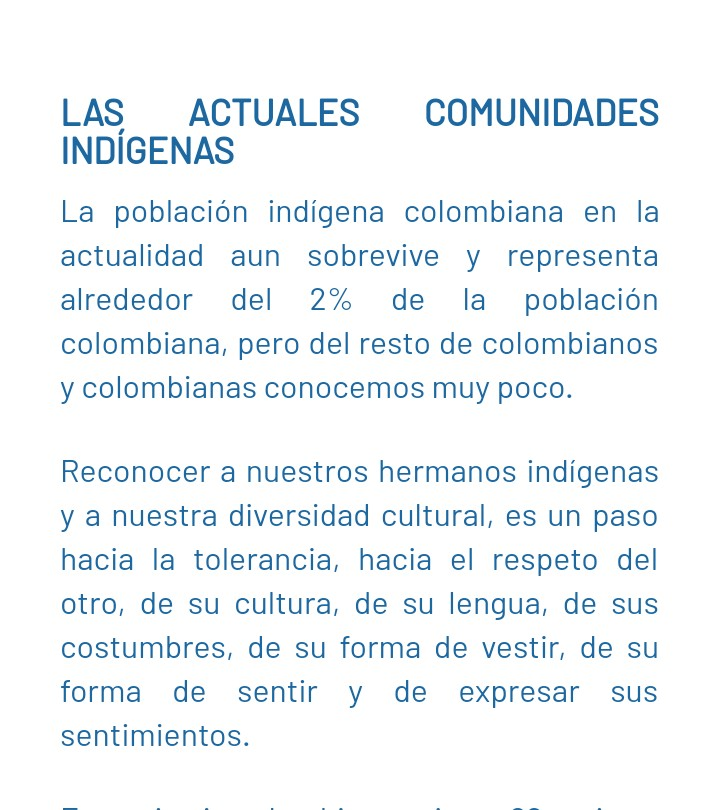 LAS ACTUALES COMUNIDADES
INDÍGENAS
La población indígena colombiana en la
actualidad aun sobrevive y representa
alrededor del 2% de la población
colombiana, pero del resto de colombianos
y colombianas conocemos muy poco.
Reconocer a nuestros hermanos indígenas
y a nuestra diversidad cultural, es un paso
hacia la tolerancia, hacia el respeto del
otro, de su cultura, de su lengua, de sus
costumbres, de su forma de vestir, de su
forma de sentir y de expresar sus
sentimientos.